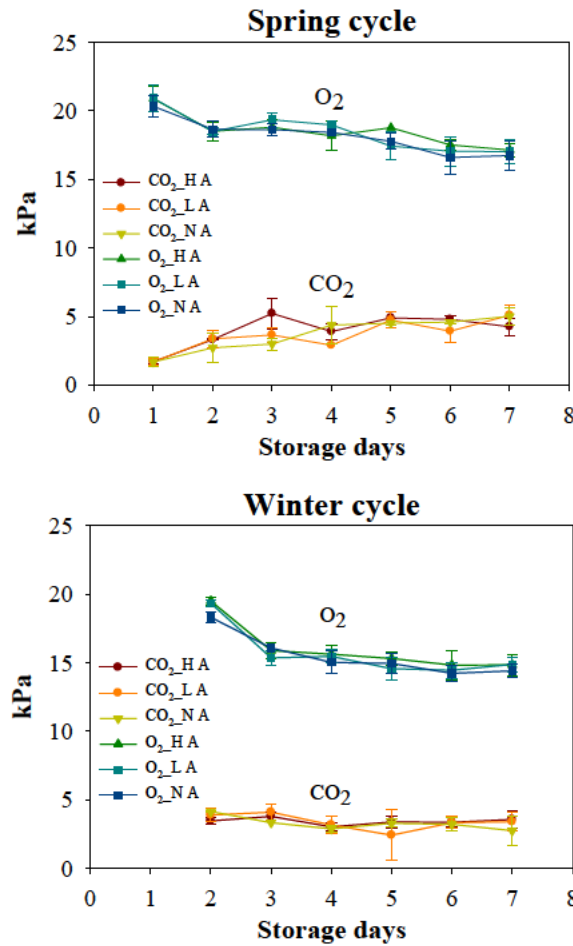 Spring cycle
25
20
15
10
5
0
kPa
O2
CO2_H A
CO2_L A
CO2_N A
O2_H A
O2_L A
O2_N A
CO2
0 1 2 3 4 5 6 7 8
Storage days
Winter cycle
25
20
15
10
5
0
kPa
O2
CO2_H A
CO2_L A
CO2_N A
O2_H A
O2_L A
O2_N A
CO2
0 1 2 3 4 5 6 7 8
Storage days